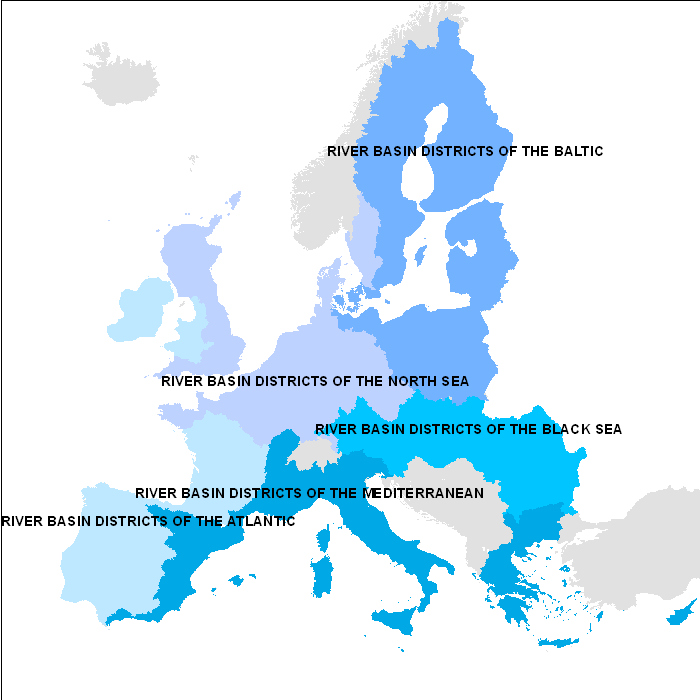 RIVER BASIN DISTRICTS OF THE BALTIC
RIVER BASIN DISTRICTS OF THE NORTH SEA
RIVER BASIN DISTRICTS OF THE BLACK SEA
RIVER BASIN DISTRICTS OF THE MEDITERRANEAN
RIVER BASIN DISTRICTS OF THE ATLANTIC